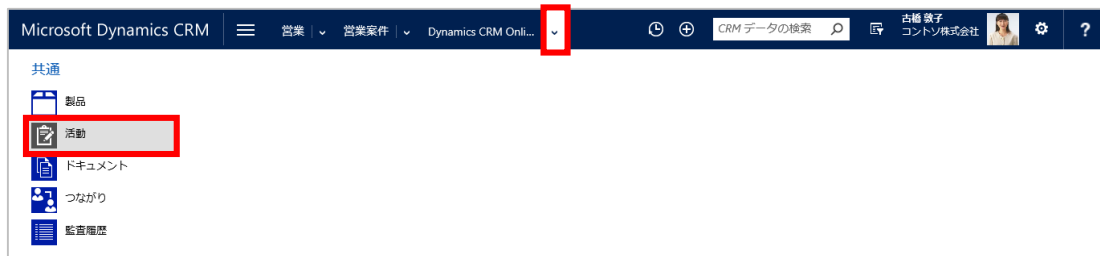 Microsoft Dynamics CRM 営業 営業案件 Dynamics CRM Onli... CRM データの検索 古橋 敦子 ?
コントソ株式会社
共通
製品
活動
ドキュメント
つながり
監査履歴